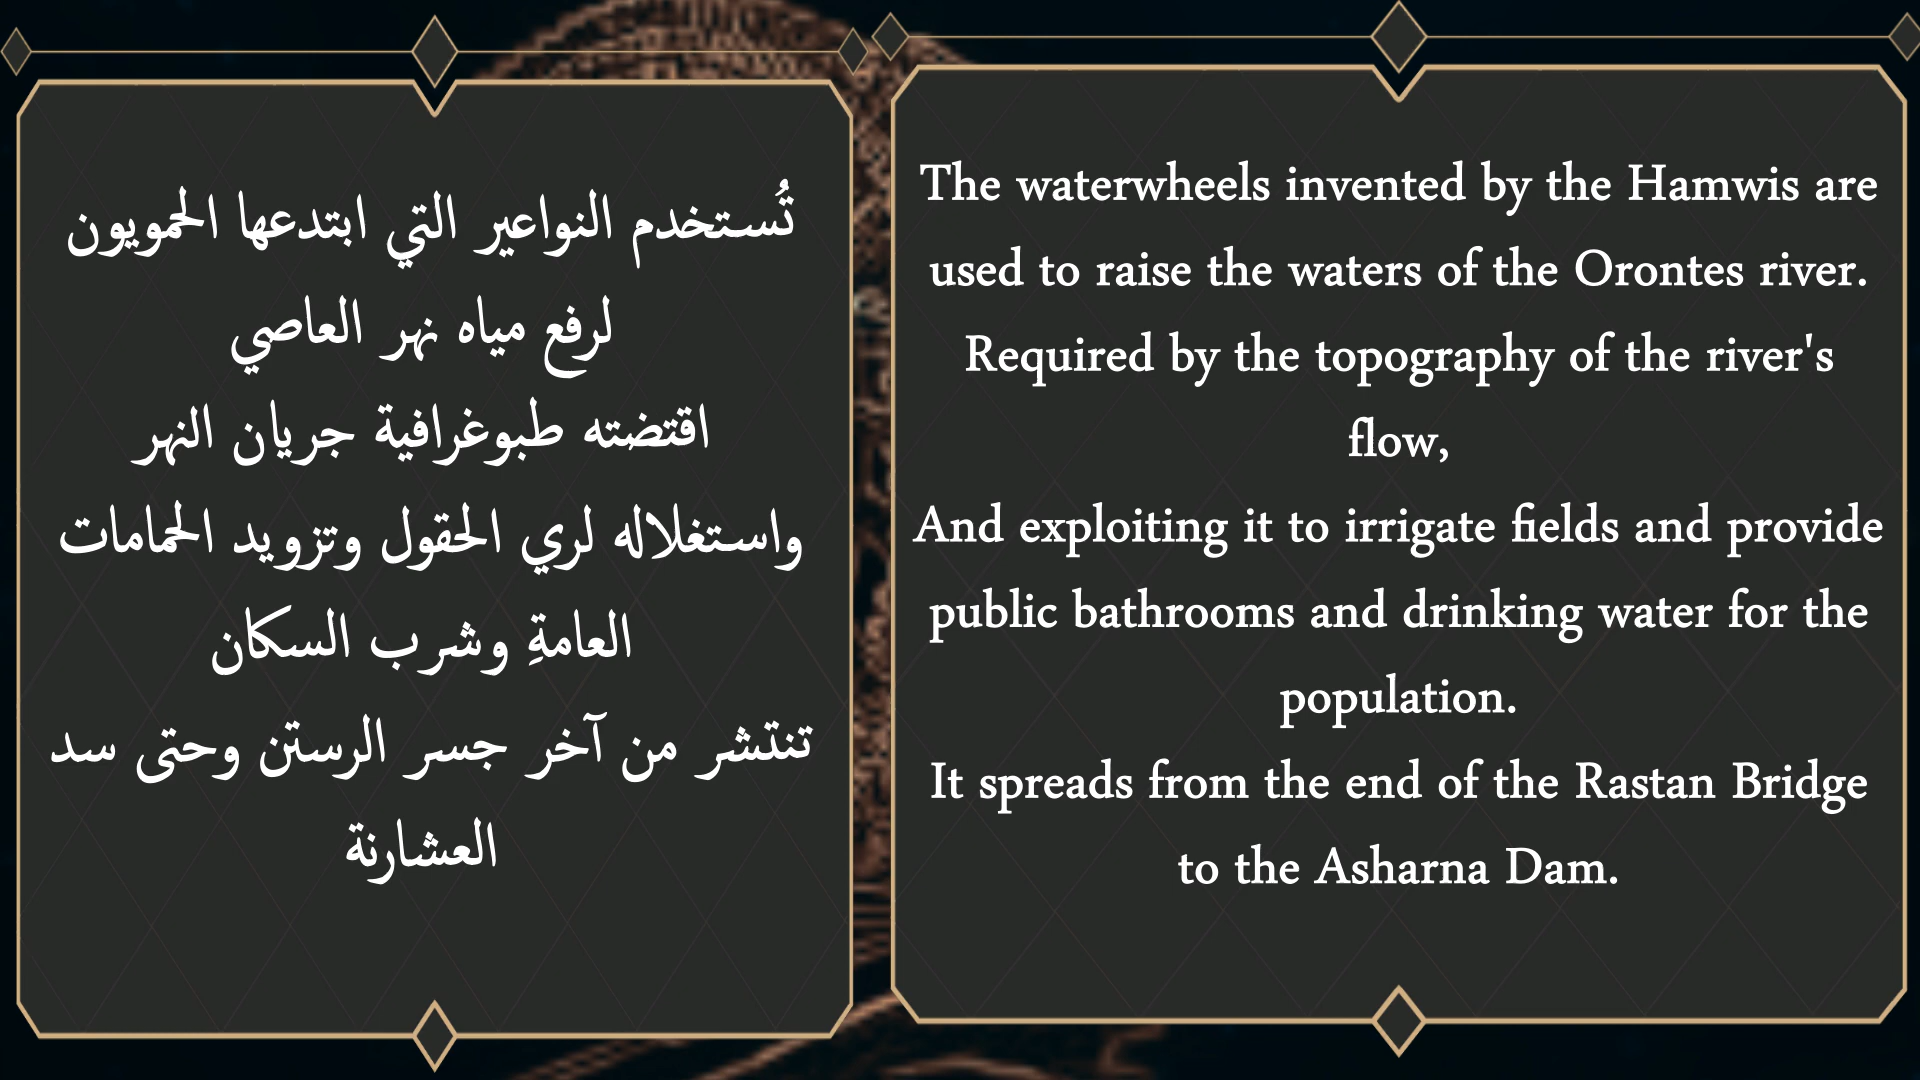 تُستخدم النواعير التي ابتدعها الحمويون
لرفع مياه نهر العاصي
اقتضته طبوغرافية جريان النهر
واستغلاله لري الحقول وتزويد الحمامات
العامةِ وشرب السكان
تنتشر من آخر جسر الرستن وحتى سد
العشارنة
The waterwheels invented by the Hamwis are
used to raise the waters of the Orontes river.
Required by the topography of the river's
flow,
And exploiting it to irrigate fields and provide
public bathrooms and drinking water for the
population.
It spreads from the end of the Rastan Bridge
to the Asharna Dam.